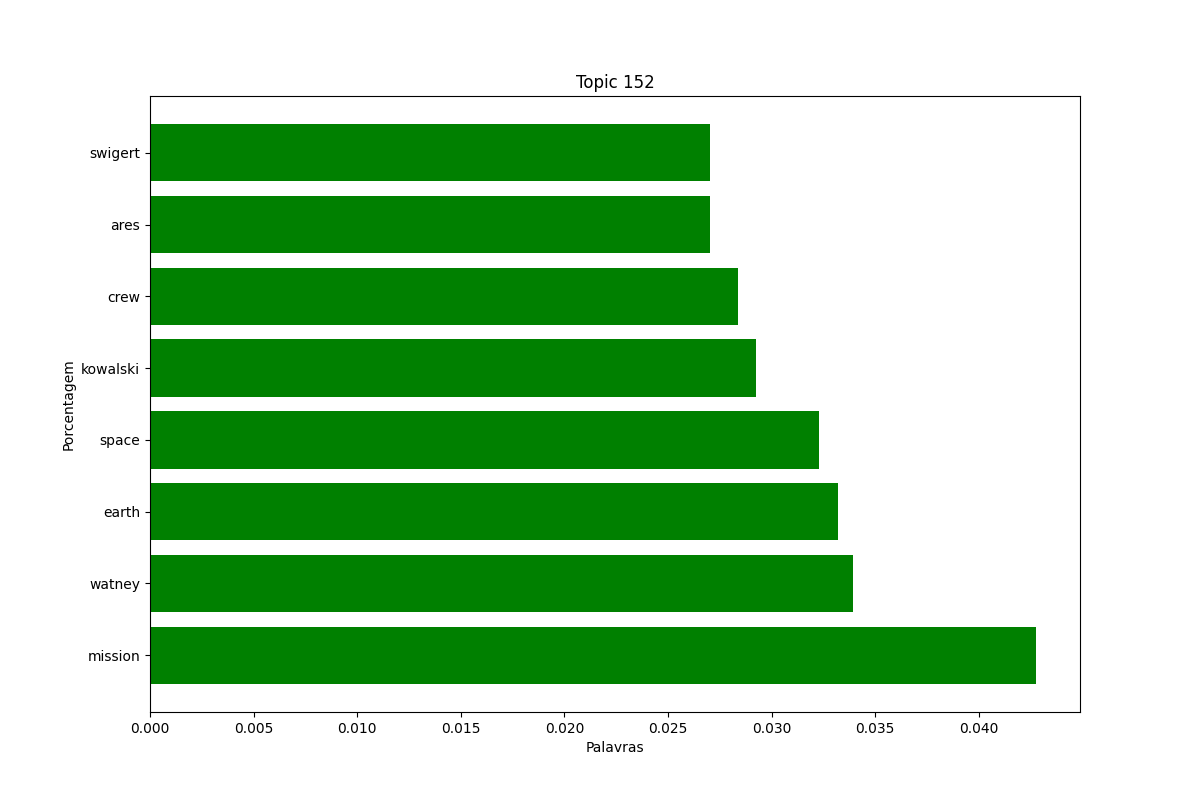 Topic 152
swigert
ares
crew
kowalski
space
earth
watney
mission
Porcentagem
0.000 0.005 0.010 0.015 0.020 0.025 0.030 0.035 0.040
Palavras